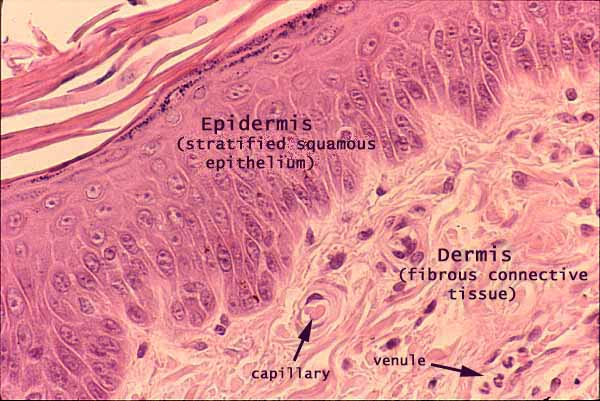 Epidermis
(stratified squamous
epithelium)
Dermis
(fibrous connective
tissue)
capillary
venule